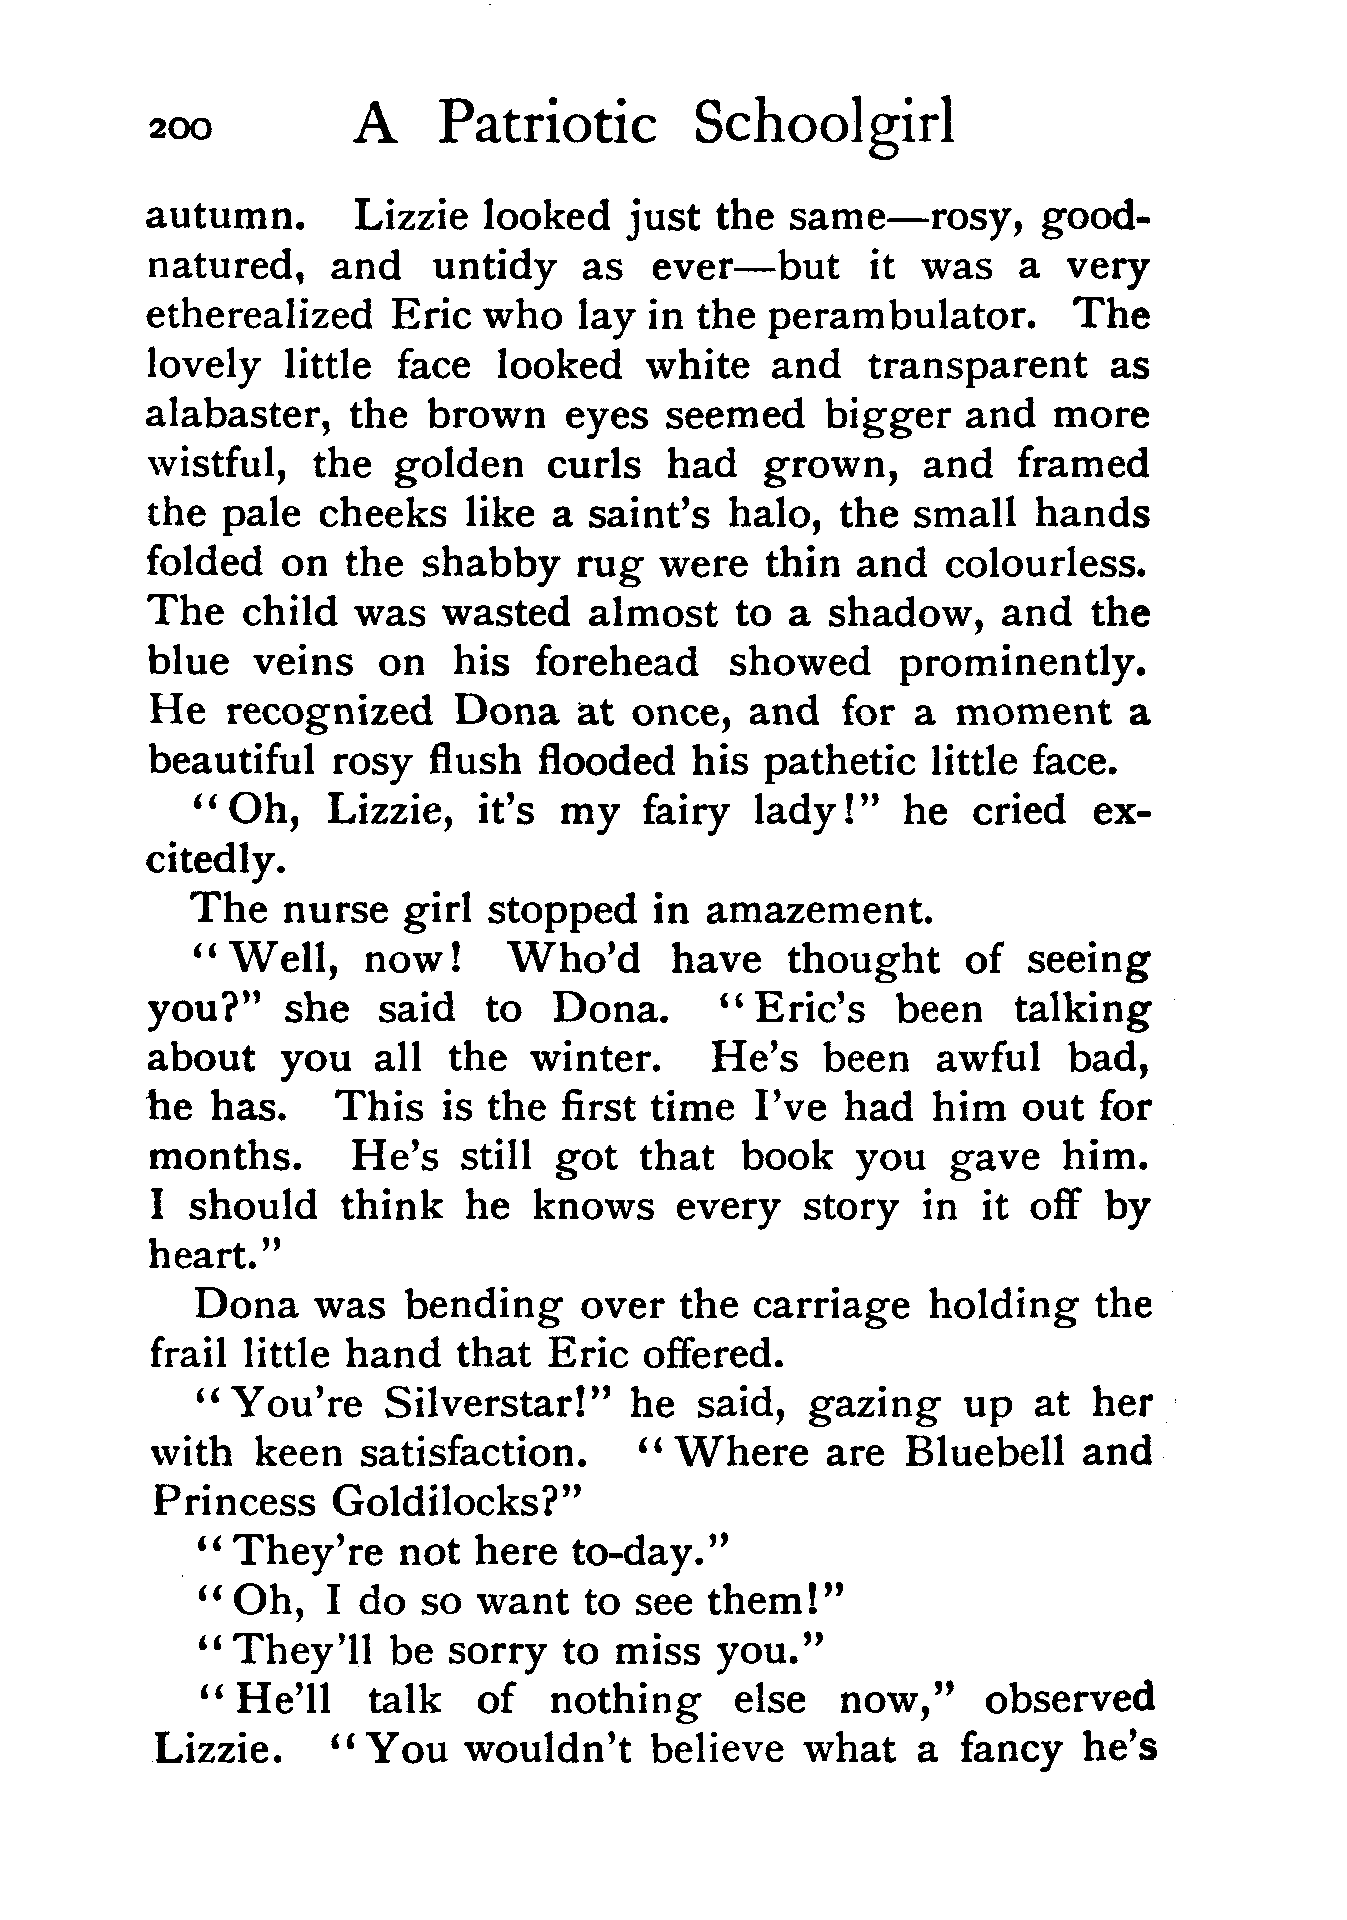 200 A Patriotic Schoolgirl
autumn. Lizzie looked just the same—rosy, good-
natured, and untidy as ever—but it was a very
etherealized Eric who lay in the perambulator. The
lovely little face looked white and transparent as
alabaster, the brown eyes seemed bigger and more
wistful, the golden curls had grown, and framed
the pale cheeks like a saint's halo, the small hands
folded on the shabby rug were thin and colourless.
The child was wasted almost to a shadow, and the
blue veins on his forehead showed prominently.
He recognized Dona at once, and for a moment a
beautiful rosy flush flooded his pathetic little face.
"Oh, Lizzie, it's my fairy lady!" he cried ex-
citedly.
The nurse girl stopped in amazement.
"Well, now! Who'd have thought of seeing
you?" she said to Dona. "Eric's been talking
about you all the winter. He's been awful bad,
he has. This is the first time I've had him out for
months. He's still got that book you gave him.
I should think he knows every story in it off by
heart."
Dona was bending over the carriage holding the
frail little hand that Eric offered.
"You're Silverstar!" he said, gazing up at her
with keen satisfaction. "Where are Bluebell and
Princess Goldilocks?"
"They're not here to-day."
"Oh, I do so want to see them!"
"They'll be sorry to miss you."
"He'll talk of nothing else now," observed
Lizzie. "You wouldn't believe what a fancy he's